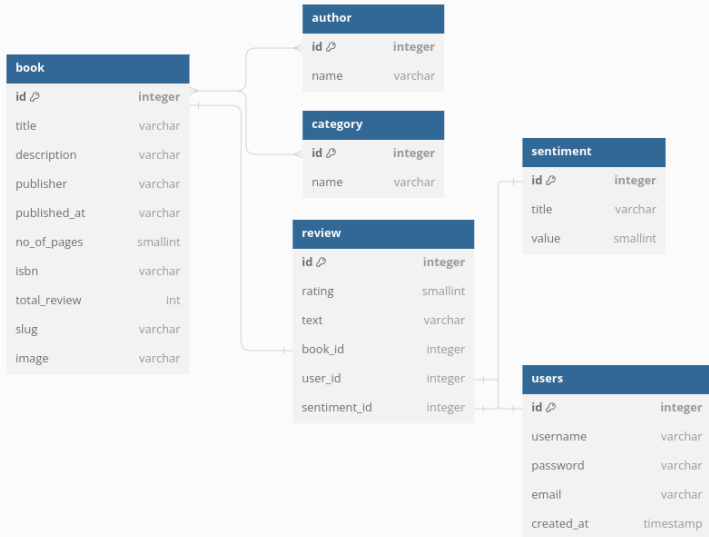 author
id integer
name varchar
book
id integer
title varchar
description varchar
publisher varchar
published_at varchar
no_of_pages smallint
isbn varchar
total_review int
slug varchar
image varchar
category
id integer
name varchar
review
id integer
rating smallint
text varchar
book_id integer
user_id integer
sentiment_id integer
sentiment
id integer
title varchar
value smallint
users
id integer
username varchar
password varchar
email varchar
created_at timestamp